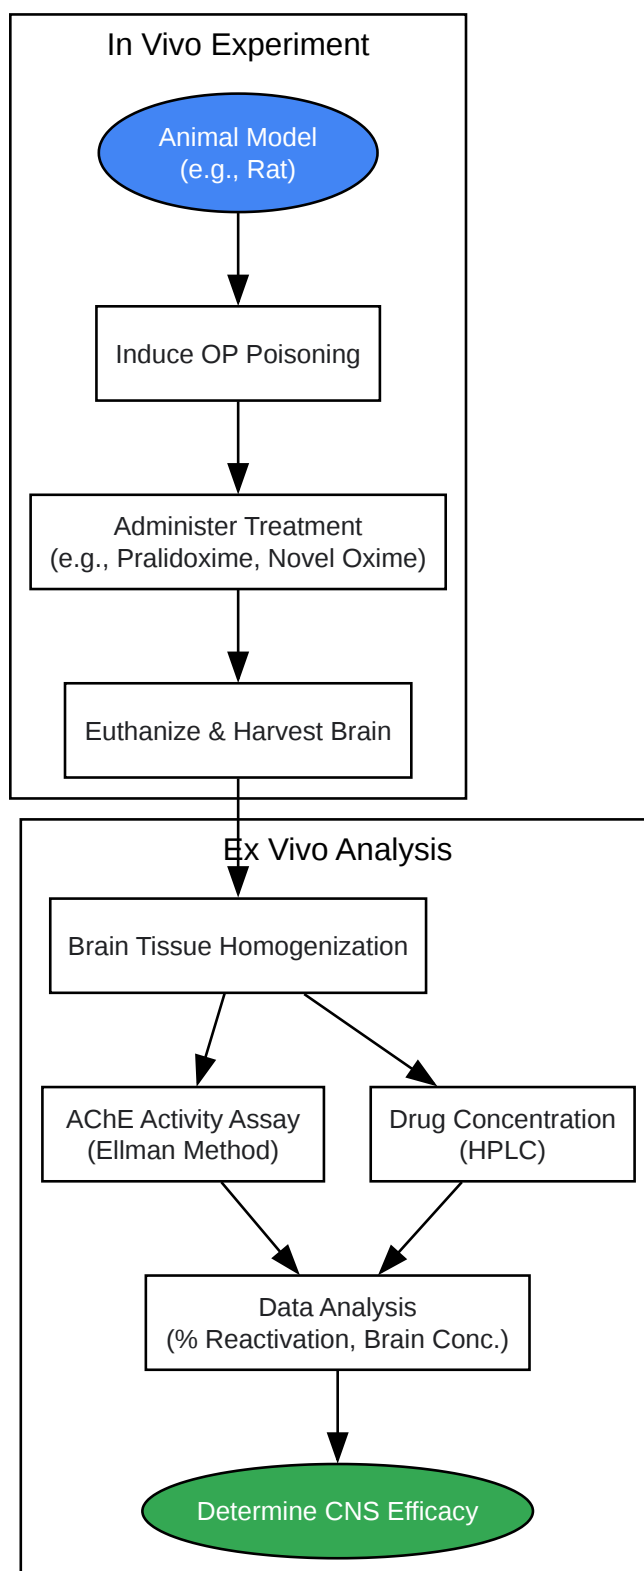 In Vivo Experiment
Animal Model
(e.g., Rat)
Induce OP Poisoning
Administer Treatment
(e.g., Pralidoxime, Novel Oxime)
Euthanize & Harvest Brain
Ex Vivo Analysis
Brain Tissue Homogenization
AChE Activity Assay
(Ellman Method)
Drug Concentration
(HPLC)
Data Analysis
(% Reactivation, Brain Conc.)
Determine CNS Efficacy